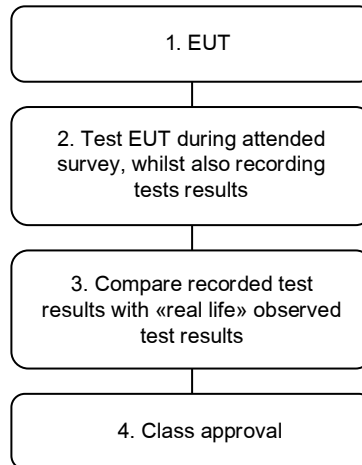 1. EUT
2. Test EUT during attended
survey, whilst also recording
tests results
3. Compare recorded test
results with «real life» observed
test results
4. Class approval